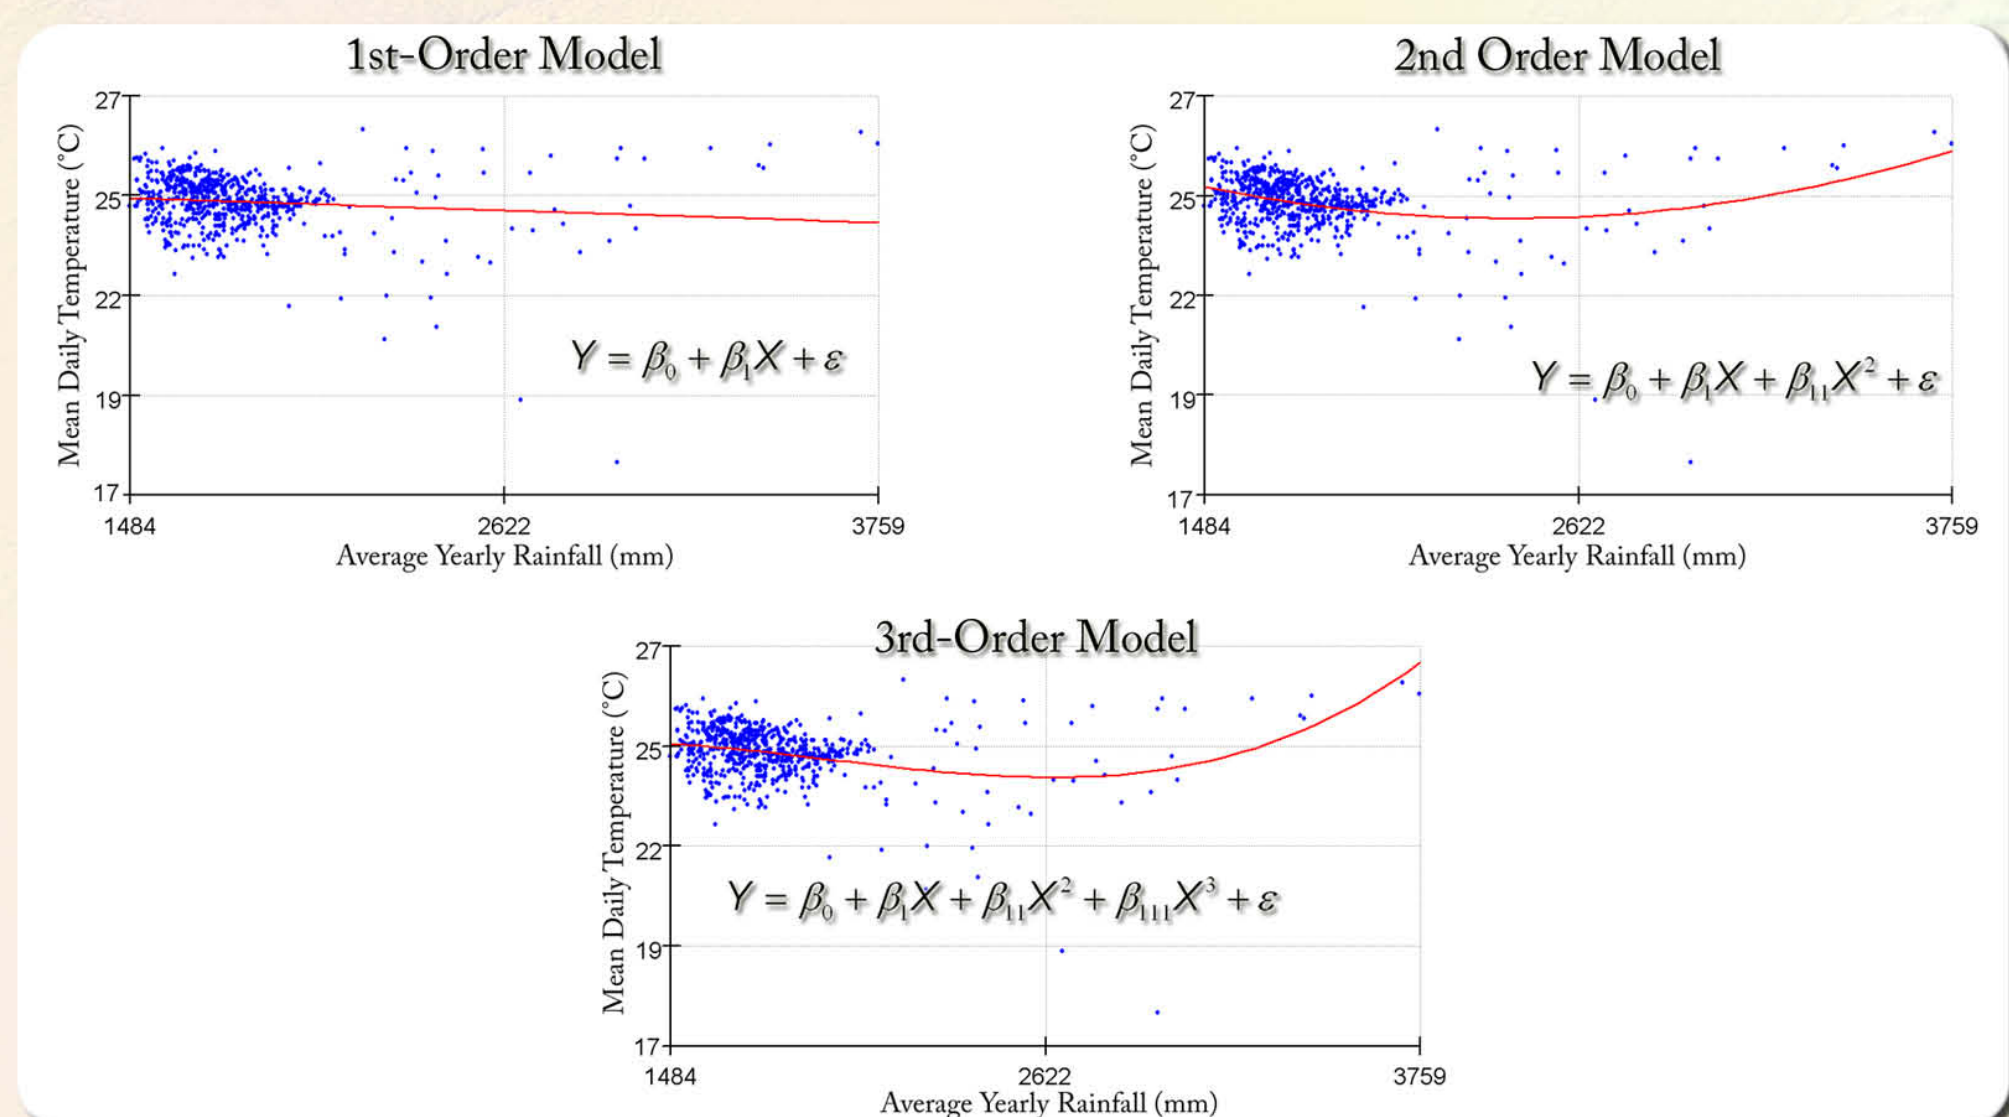 1st-Order Model
27
25
22
19
17
Mean Daily Temperature (°C)
Y = β₀ + β₁X + ε
1484 2622 3759
Average Yearly Rainfall (mm)
2nd Order Model
27
25
22
19
17
Mean Daily Temperature (°C)
Y = β₀ + β₁X + β₁₁X² + ε
1484 2622 3759
Average Yearly Rainfall (mm)
3rd-Order Model
27
25
22
19
17
Mean Daily Temperature (°C)
Y = β₀ + β₁X + β₁₁X² + β₁₁₁X³ + ε
1484 2622 3759
Average Yearly Rainfall (mm)